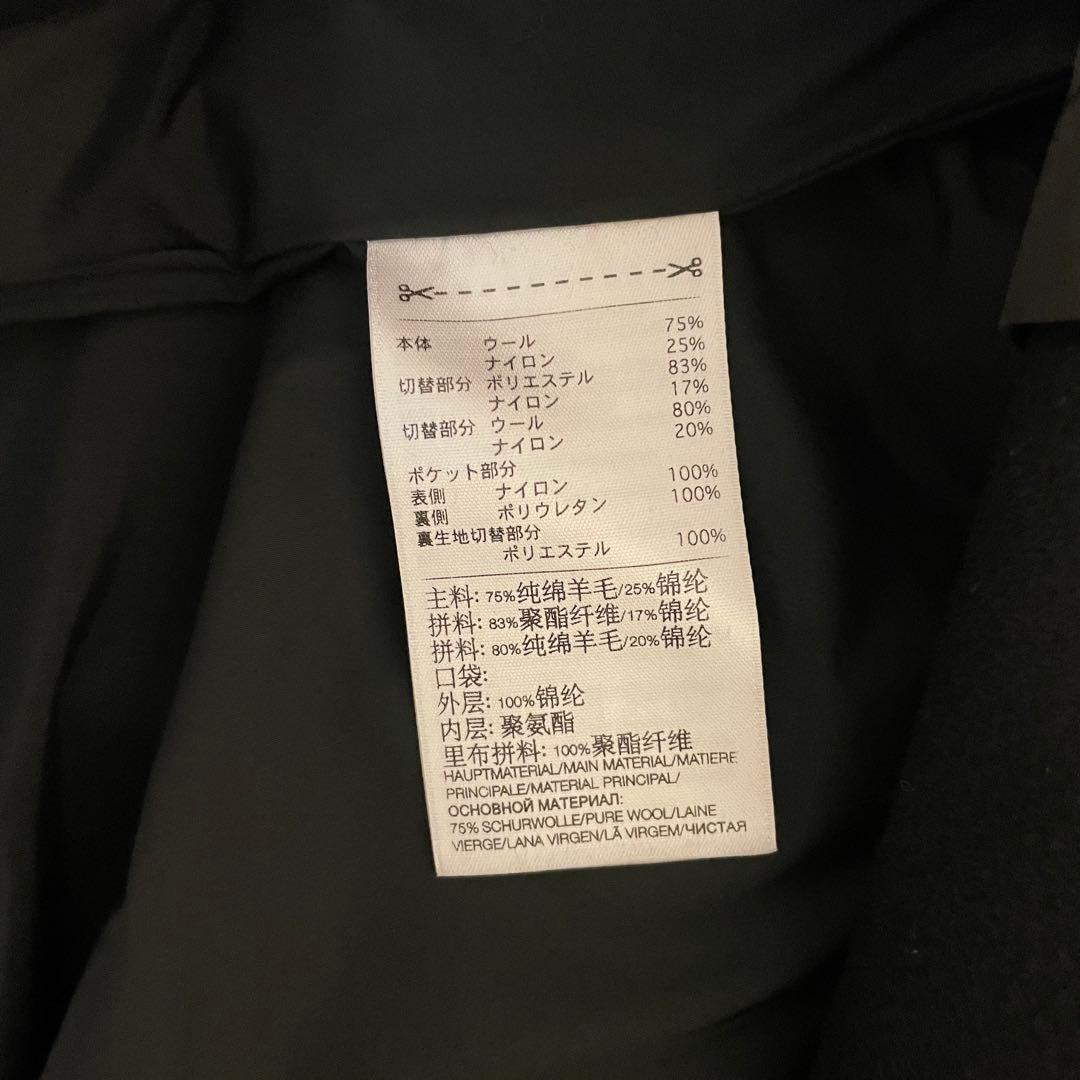 75%
本体 ウール 25%
ナイロン 83%
切替部分 ポリエステル 17%
ナイロン 80%
切替部分 ウール 20%
ナイロン
ポケット部分
表側 ナイロン 100%
裏側 ポリウレタン 100%
裏生地切替部分
ポリエステル 100%
主料: 75%纯绵羊毛/25%锦纶
拼料: 83%聚酯纤维/17%锦纶
拼料: 80%纯绵羊毛/20%锦纶
口袋:
外层: 100%锦纶
内层: 聚氨酯
里布拼料: 100%聚酯纤维
HAUPTMATERIAL/MAIN MATERIAL/MATIERE
PRINCIPALE/MATERIAL PRINCIPAL/
ОСНОВНОЙ МАТЕРИАЛ:
75% SCHURWOLLE/PURE WOOL/LAINE
VIERGE/LANA VIRGEN/LÃ VIRGEM/ЧИСТАЯ